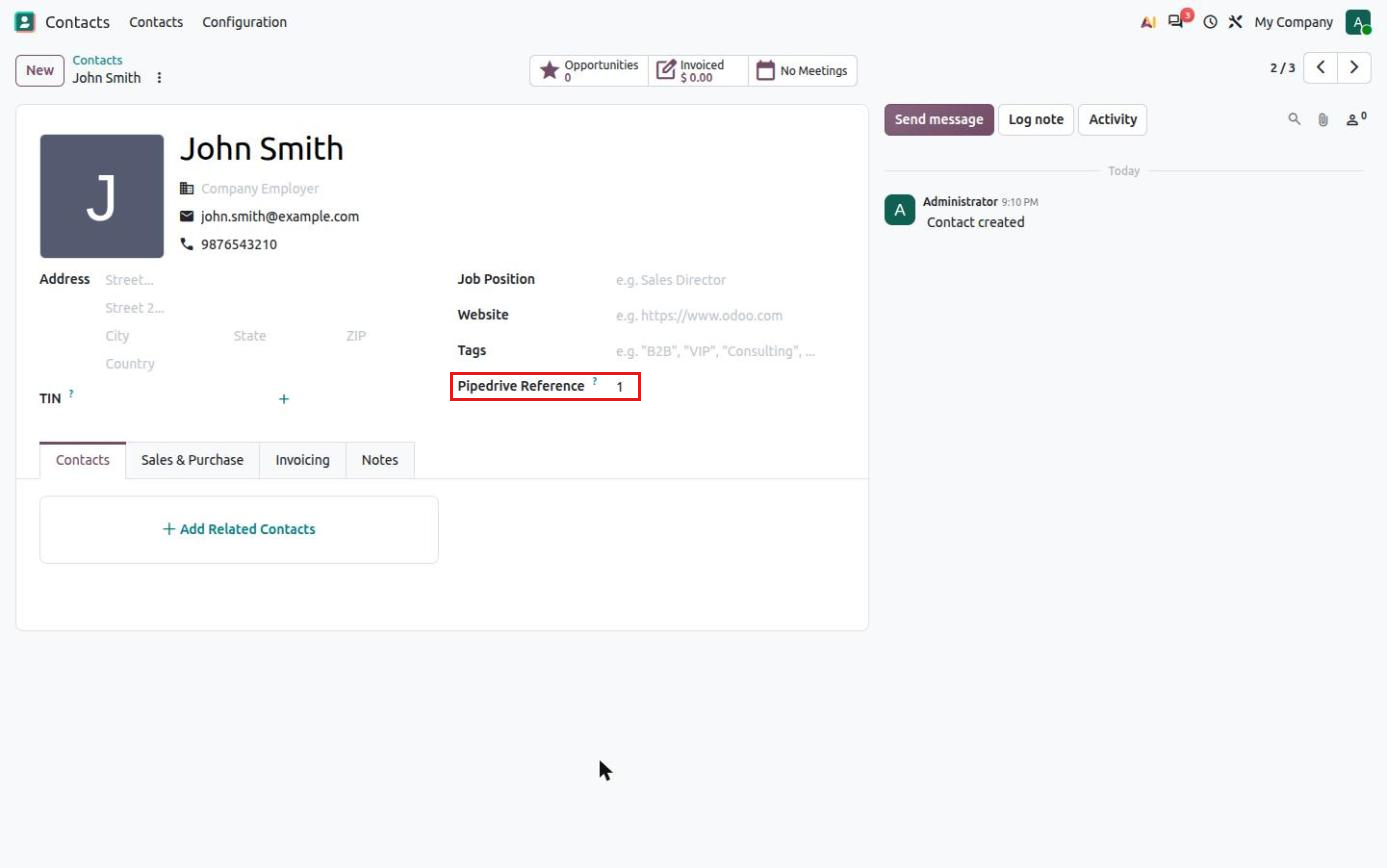 Contacts Contacts Configuration
AI 3 My Company A
New
Contacts
John Smith
Opportunities
0
Invoiced
$ 0.00
No Meetings
2 / 3
J
John Smith
Company Employer
john.smith@example.com
9876543210
Address
Street...
Street 2...
City State ZIP
Country
TIN ?
+
Job Position e.g. Sales Director
Website e.g. https://www.odoo.com
Tags e.g. "B2B", "VIP", "Consulting", ...
Pipedrive Reference ? 1
Contacts Sales & Purchase Invoicing Notes
+ Add Related Contacts
Send message Log note Activity
0
Today
A
Administrator 9:10 PM
Contact created